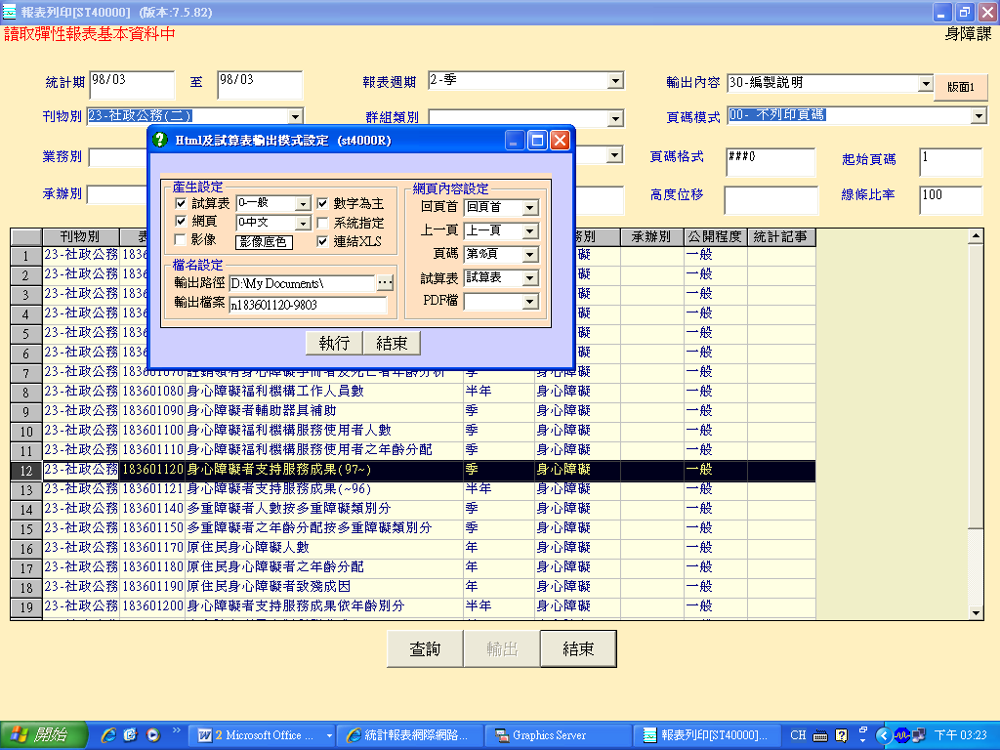 報表列印[ST40000] (版本:7.5.82)
讀取彈性報表基本資料中 身障課
統計期 98/03 至 98/03 報表週期 2-季 輸出內容 30-編製說明 版面1
刊物別 23-社政公務(二) 群組類別 頁碼模式 00- 不列印頁碼
業務別 頁碼格式 ###0 起始頁碼 1
承辦別 高度位移 線條比率 100
Html及試算表輸出模式設定 (st4000R)
產生設定
試算表 0-一般 數字為主
網頁 0-中文 系統指定
影像 影像底色 連結XLS
檔名設定
輸出路徑 D:\My Documents\ ...
輸出檔案 n183601120-9803
網頁內容設定
回頁首 回頁首
上一頁 上一頁
頁碼 第%頁
試算表 試算表
PDF檔
執行 結束
刊物別 表 別 承辦別 公開程度 統計記事
1 23-社政公務 1836 礙 一般
2 23-社政公務 1836 礙 一般
3 23-社政公務 1836 礙 一般
4 23-社政公務 1836 礙 一般
5 23-社政公務 1836 礙 一般
6 23-社政公務 1836 礙 一般
7 23-社政公務 183601070 註銷領有身心障礙手冊者及死亡者年齡分析 季 身心障礙 一般
8 23-社政公務 183601080 身心障礙福利機構工作人員數 半年 身心障礙 一般
9 23-社政公務 183601090 身心障礙者輔助器具補助 季 身心障礙 一般
10 23-社政公務 183601100 身心障礙福利機構服務使用者人數 季 身心障礙 一般
11 23-社政公務 183601110 身心障礙福利機構服務使用者之年齡分配 季 身心障礙 一般
12 23-社政公務 183601120 身心障礙者支持服務成果(97~) 季 身心障礙 一般
13 23-社政公務 183601121 身心障礙者支持服務成果(~96) 半年 身心障礙 一般
14 23-社政公務 183601140 多重障礙者人數按多重障礙類別分 季 身心障礙 一般
15 23-社政公務 183601150 多重障礙者之年齡分配按多重障礙類別分 季 身心障礙 一般
16 23-社政公務 183601170 原住民身心障礙人數 年 身心障礙 一般
17 23-社政公務 183601180 原住民身心障礙者之年齡分配 年 身心障礙 一般
18 23-社政公務 183601190 原住民身心障礙者致殘成因 年 身心障礙 一般
19 23-社政公務 183601200 身心障礙者支持服務成果依年齡別分 半年 身心障礙 一般
查詢 輸出 結束
開始 2 Microsoft Office ... 統計報表網際網路... Graphics Server 報表列印[ST40000]... CH 下午 03:23